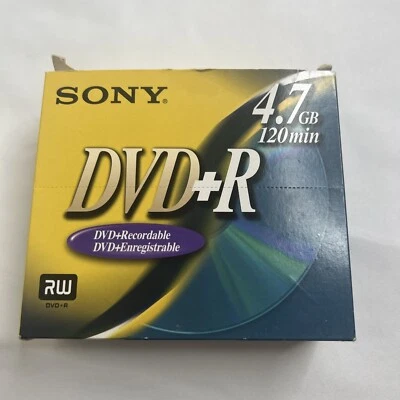 SONY®
4.7GB
120min
DVD+R
DVD+Recordable
DVD+Enregistrable
RW
DVD+R